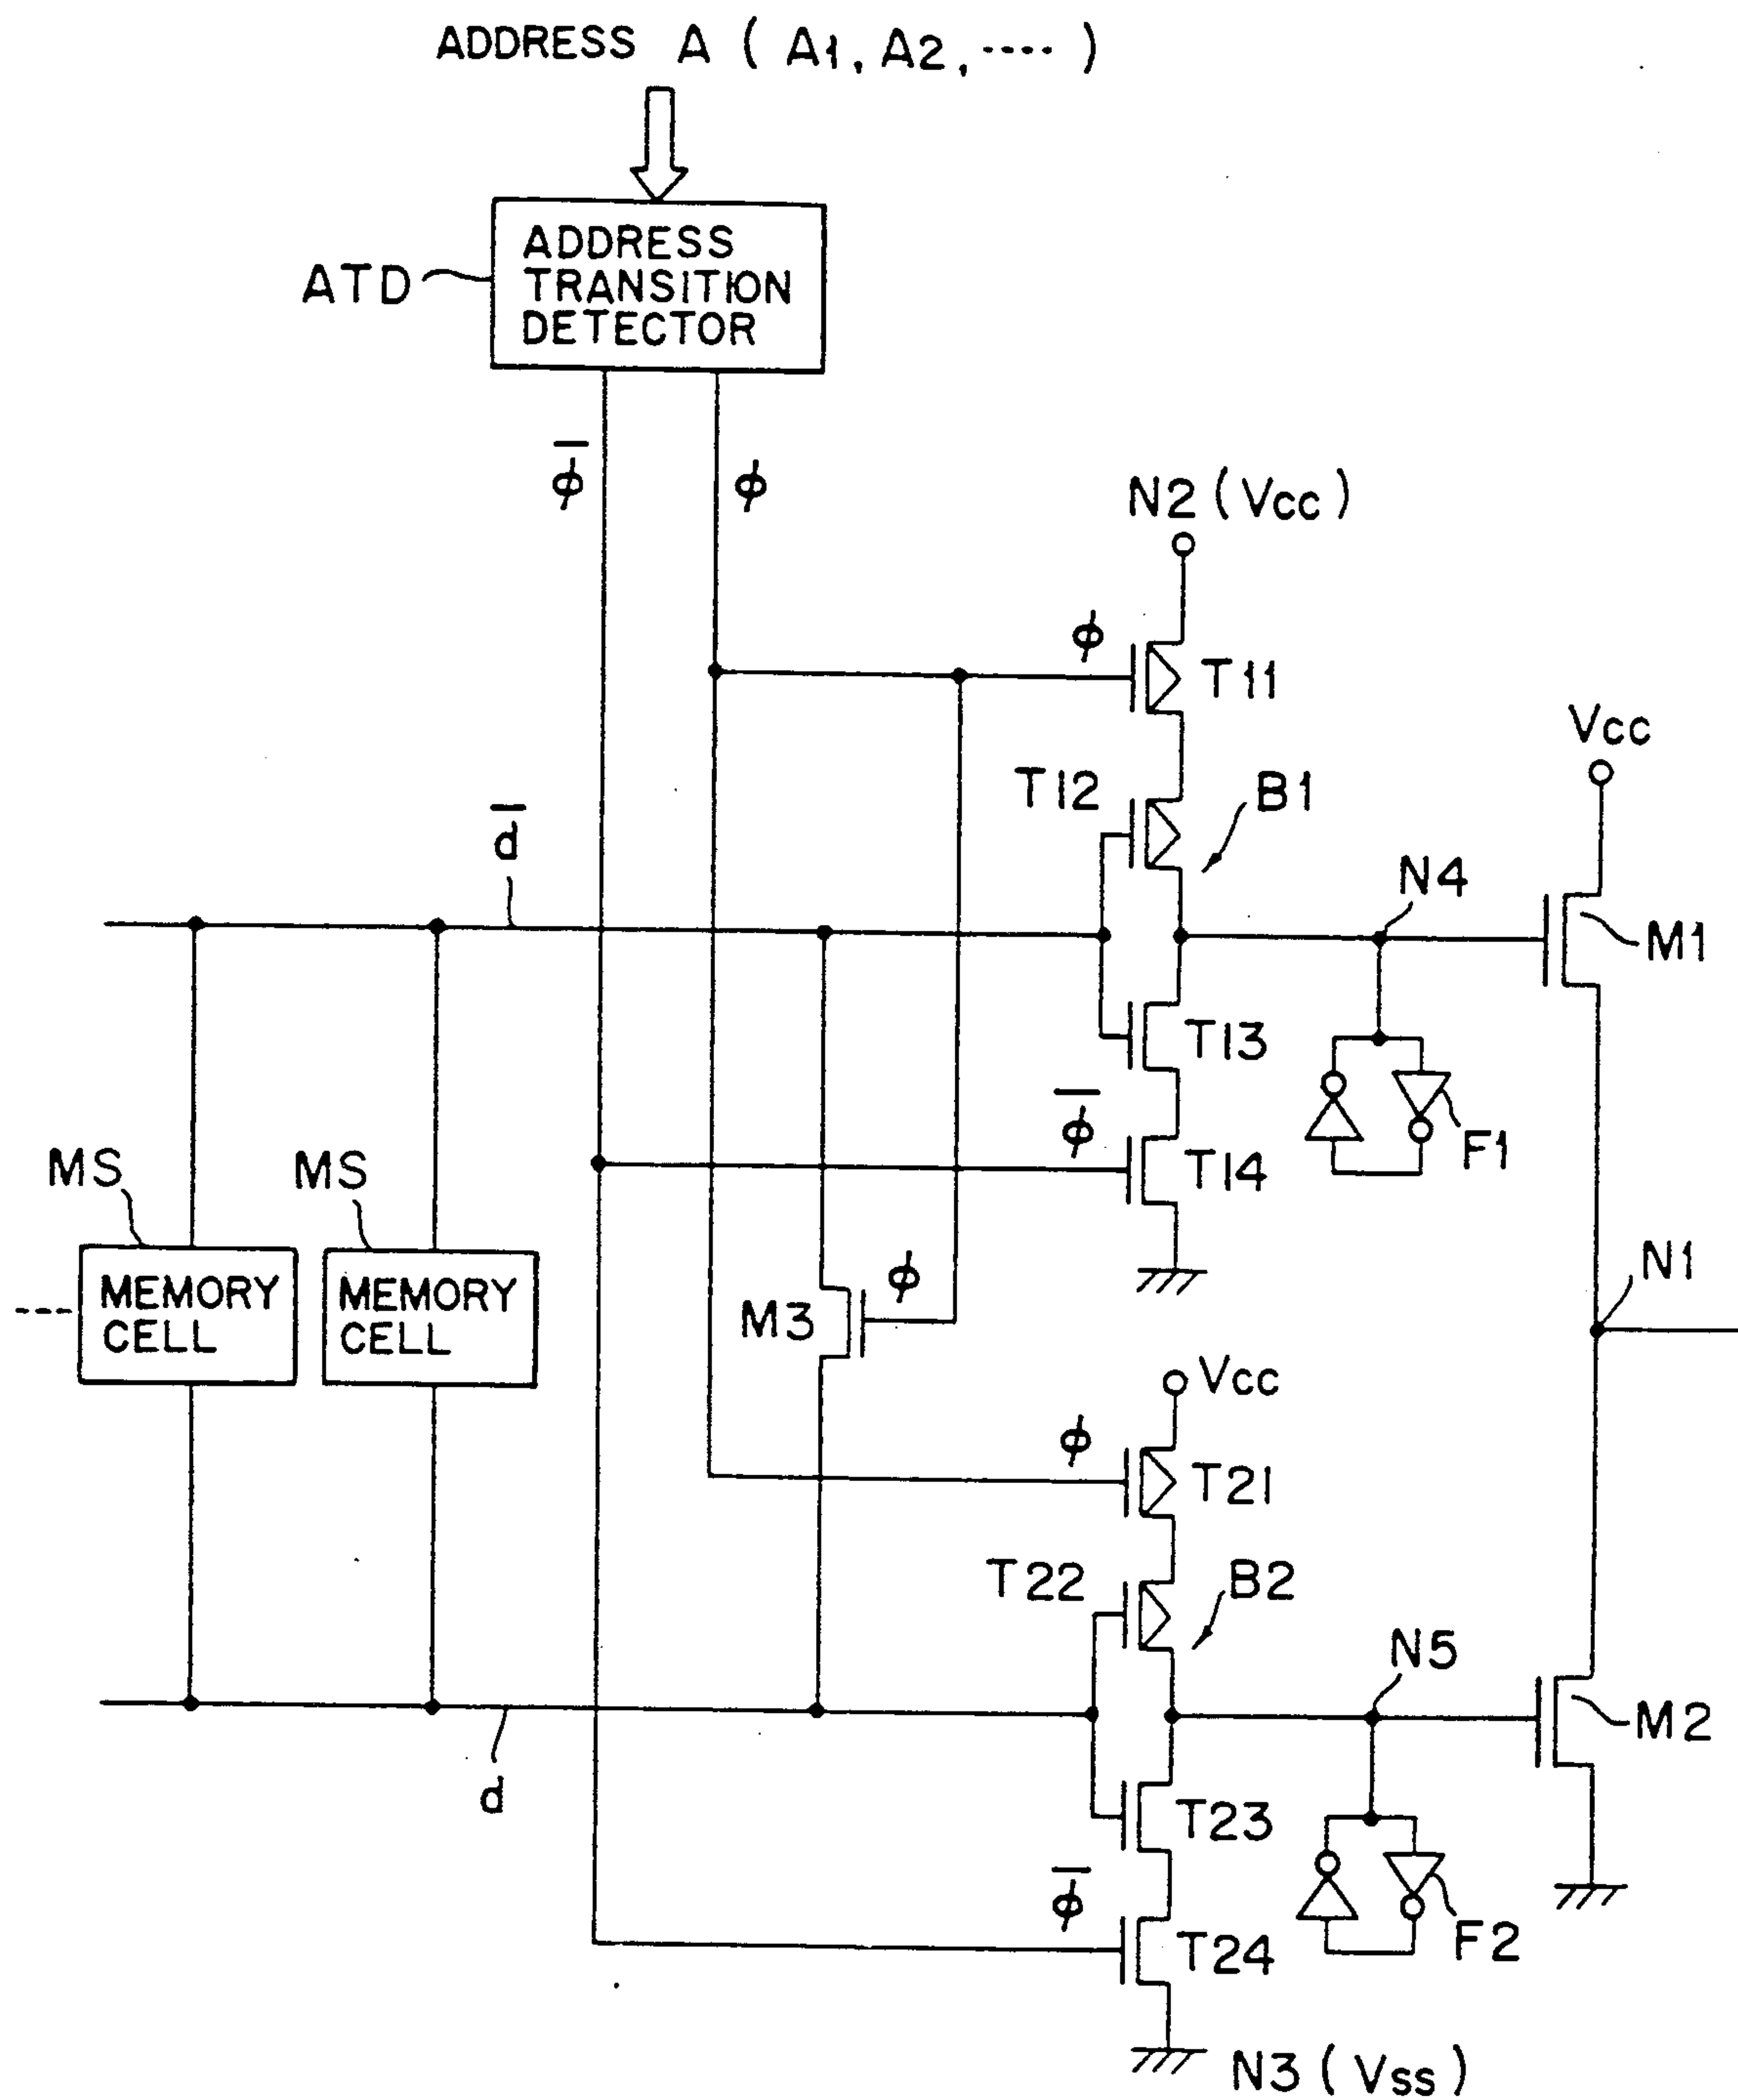 ADDRESS A ( A1, A2, ---- )
ADDRESS
TRANSITION
DETECTOR
ATD
ϕ̅
ϕ
N2 (Vcc)
ϕ
T11
Vcc
T12
B1
d̅
N4
M1
T13
ϕ̅
F1
T14
MS
MS
MEMORY
CELL
MEMORY
CELL
ϕ
M3
N1
Vcc
ϕ
T21
T22
B2
N5
M2
d
T23
ϕ̅
F2
T24
N3 (Vss)